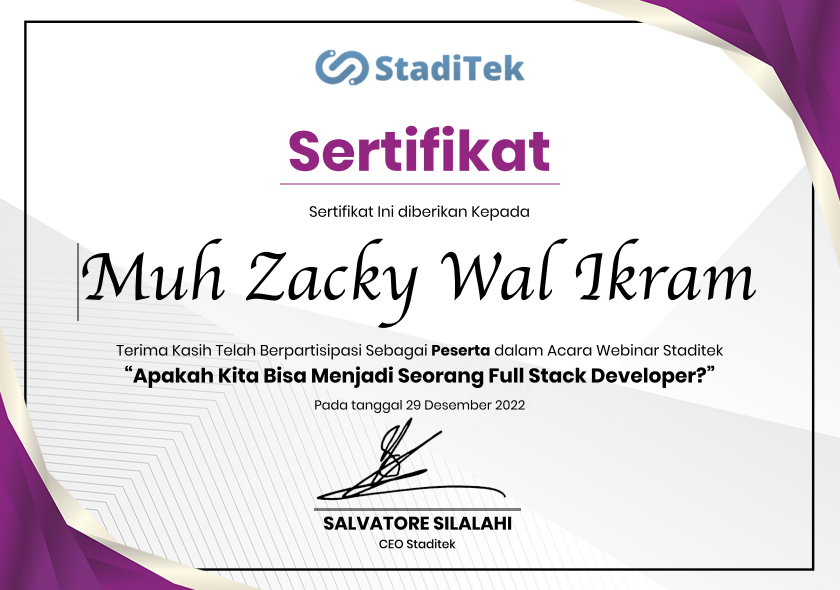 StadiTek
Sertifikat
Sertifikat Ini diberikan Kepada
Muh Zacky Wal Ikram
Terima Kasih Telah Berpartisipasi Sebagai Peserta dalam Acara Webinar Staditek
“Apakah Kita Bisa Menjadi Seorang Full Stack Developer?”
Pada tanggal 29 Desember 2022
SALVATORE SILALAHI
CEO Staditek